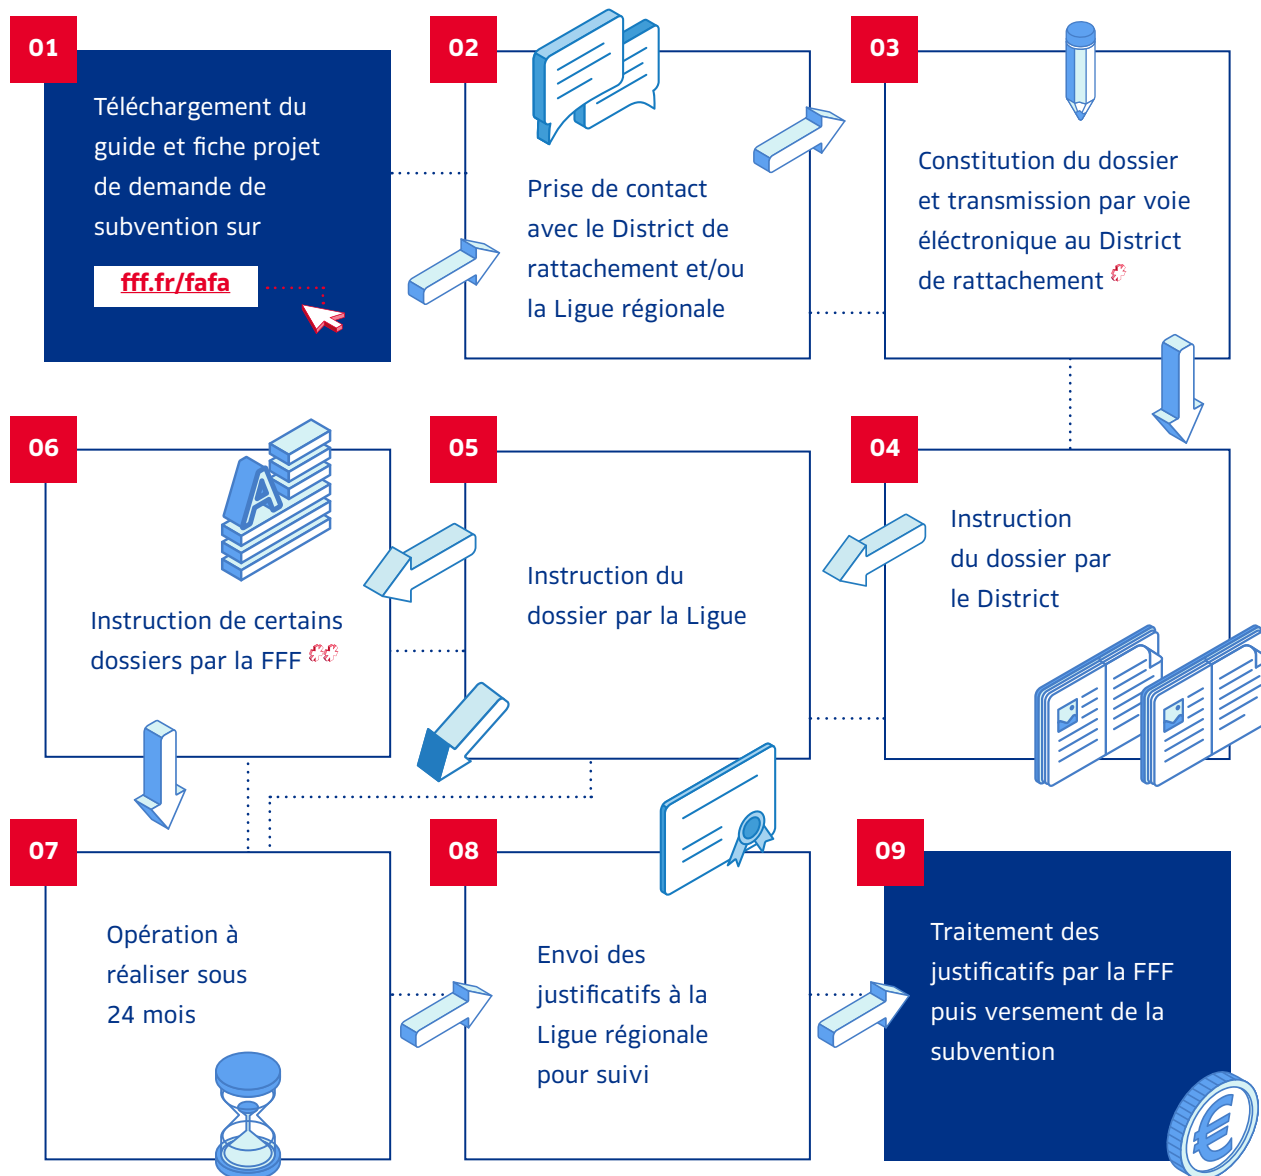 01
Téléchargement du
guide et fiche projet
de demande de
subvention sur
fff.fr/fafa
02
Prise de contact
avec le District de
rattachement et/ou
la Ligue régionale
03
Constitution du dossier
et transmission par voie
éléctronique au District
de rattachement
04
Instruction
du dossier par
le District
05
Instruction du
dossier par la Ligue
06
A
Instruction de certains
dossiers par la FFF
07
Opération à
réaliser sous
24 mois
08
Envoi des
justificatifs à la
Ligue régionale
pour suivi
09
Traitement des
justificatifs par la FFF
puis versement de la
subvention
€